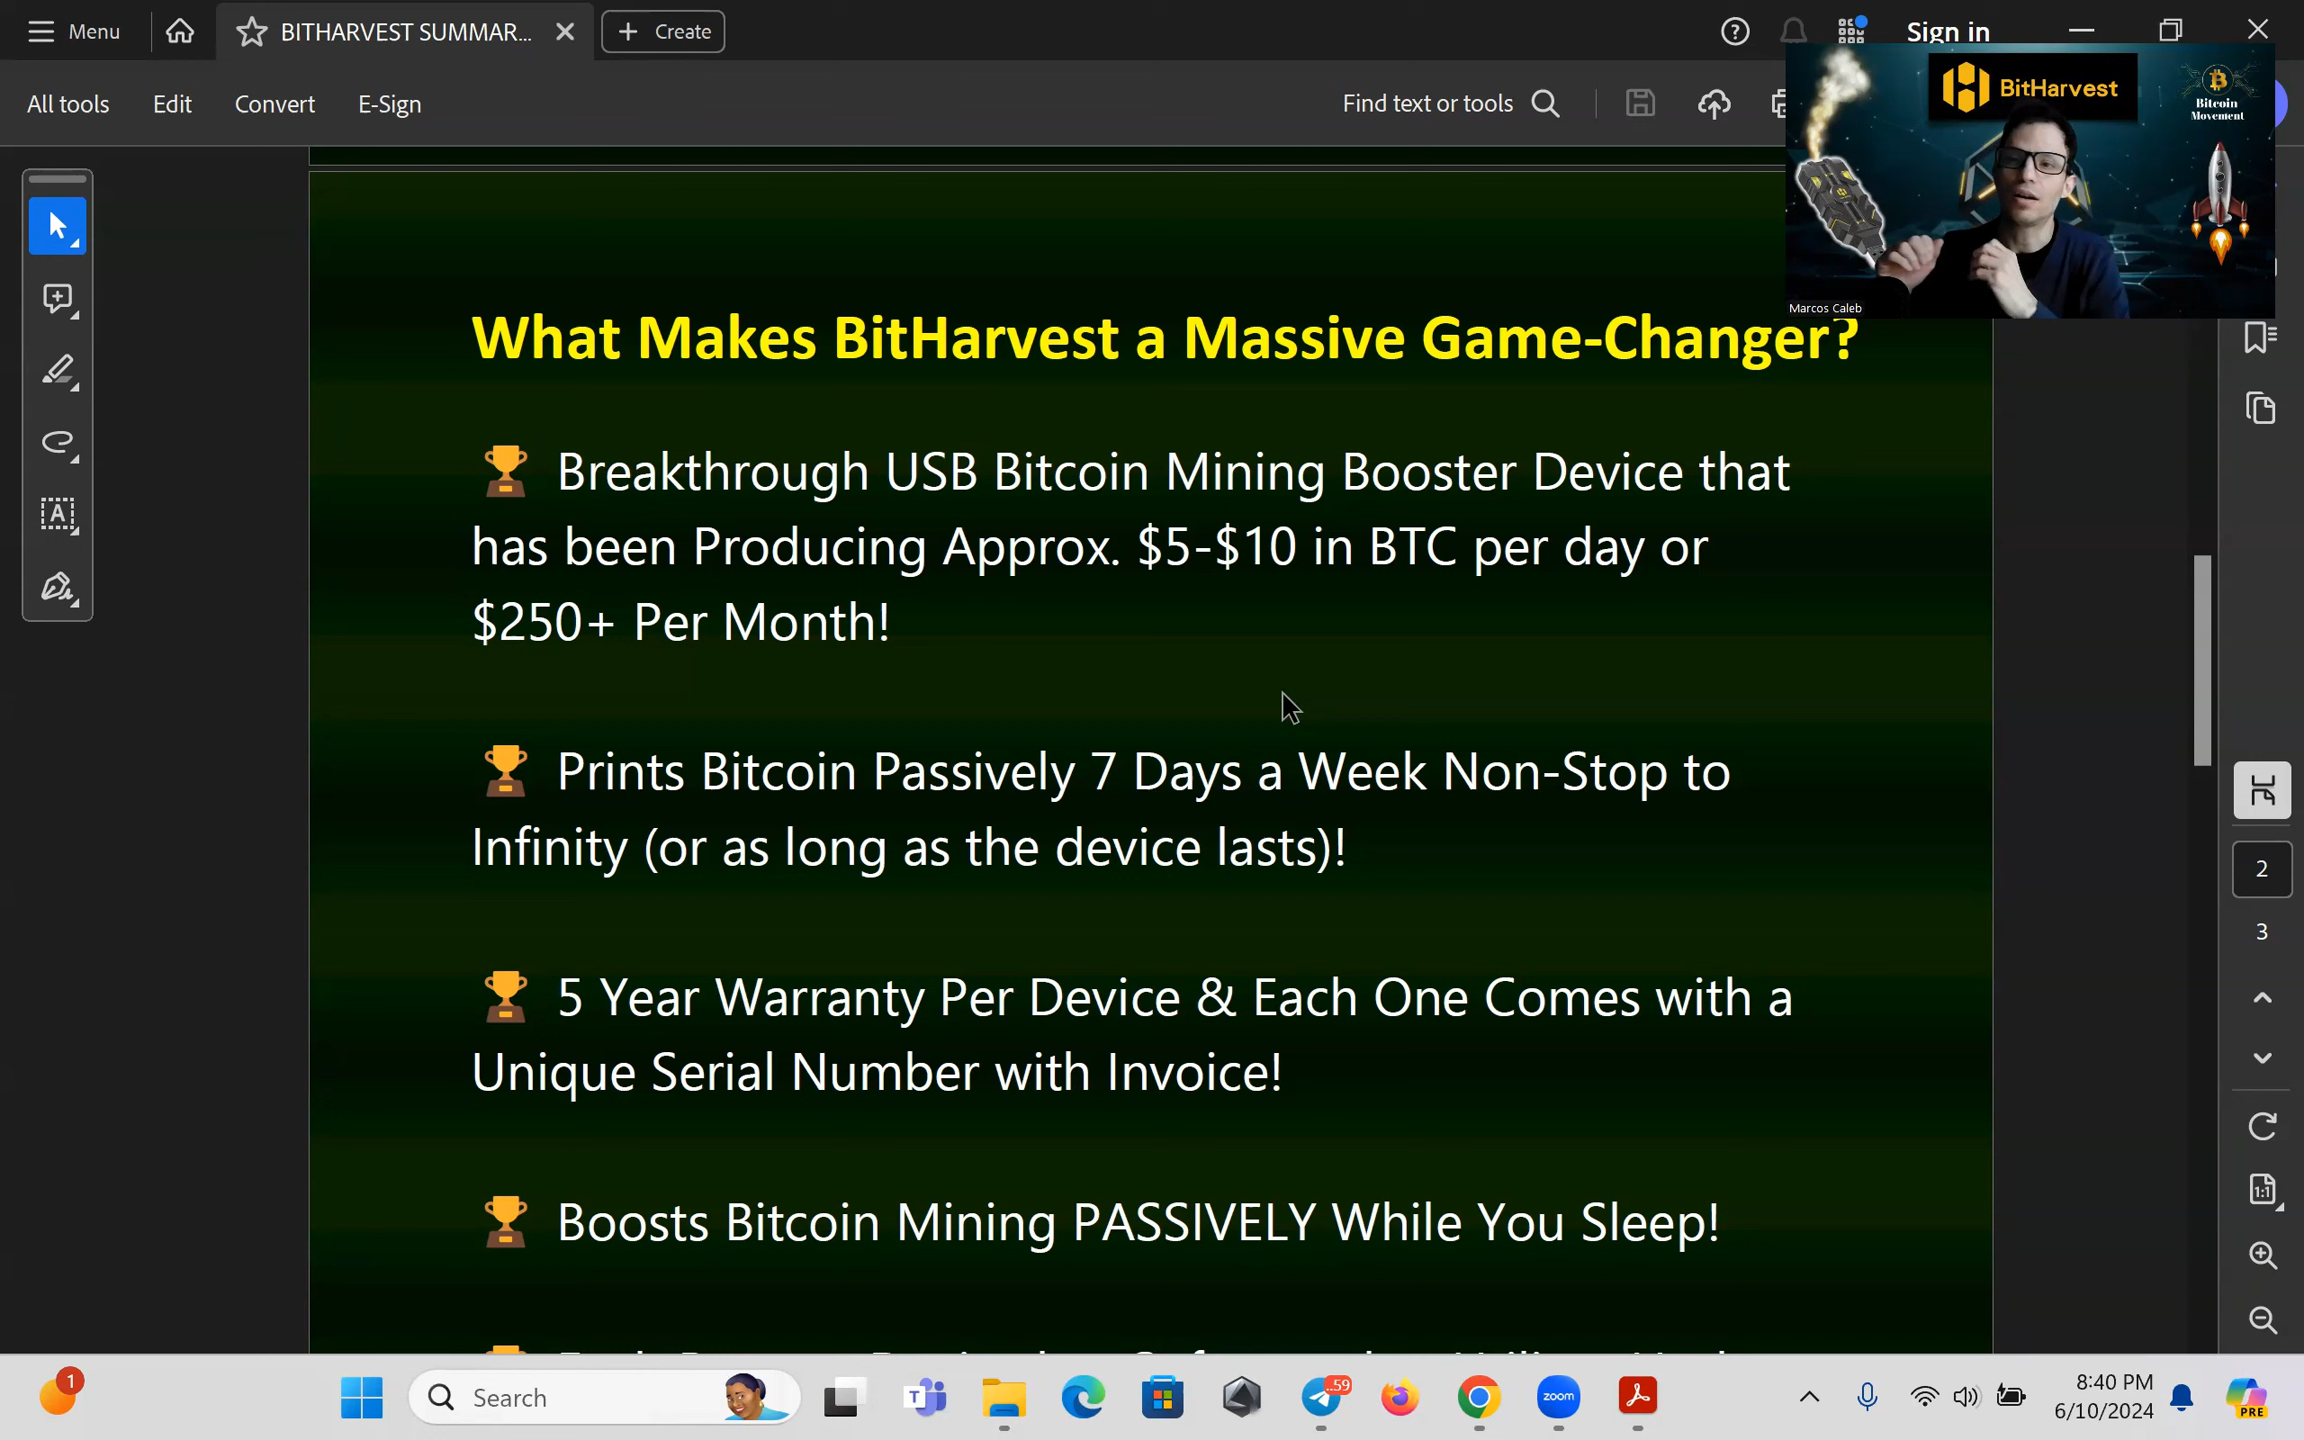 Menu
BITHARVEST SUMMAR...
Create
Sign in
All tools
Edit
Convert
E-Sign
Find text or tools
BitHarvest
Bitcoin
Movement
Marcos Caleb
What Makes BitHarvest a Massive Game-Changer?
🏆 Breakthrough USB Bitcoin Mining Booster Device that
has been Producing Approx. $5-$10 in BTC per day or
$250+ Per Month!
🏆 Prints Bitcoin Passively 7 Days a Week Non-Stop to
Infinity (or as long as the device lasts)!
🏆 5 Year Warranty Per Device & Each One Comes with a
Unique Serial Number with Invoice!
🏆 Boosts Bitcoin Mining PASSIVELY While You Sleep!
2
3
1:1
1
Search
59
zoom
8:40 PM
6/10/2024
PRE